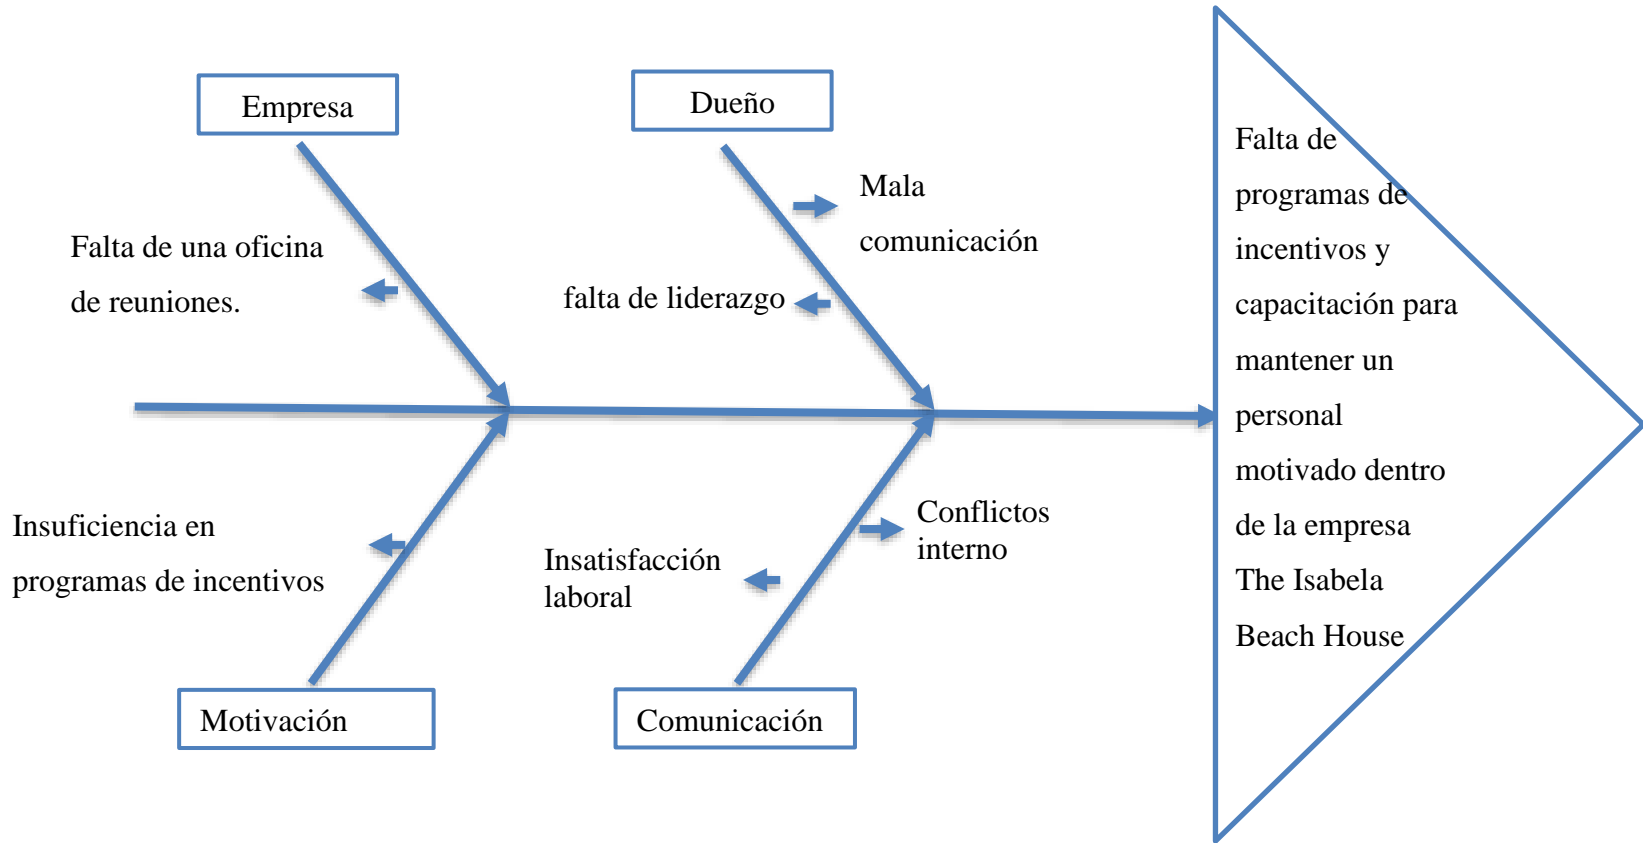 Empresa
Dueño
Falta de una oficina
de reuniones.
Mala
comunicación
falta de liderazgo
Insuficiencia en
programas de incentivos
Insatisfacción
laboral
Conflictos
interno
Motivación
Comunicación
Falta de
programas de
incentivos y
capacitación para
mantener un
personal
motivado dentro
de la empresa
The Isabela
Beach House